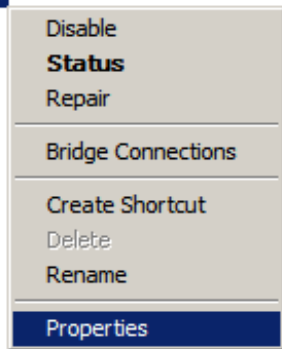 Disable
Status
Repair
Bridge Connections
Create Shortcut
Delete
Rename
Properties